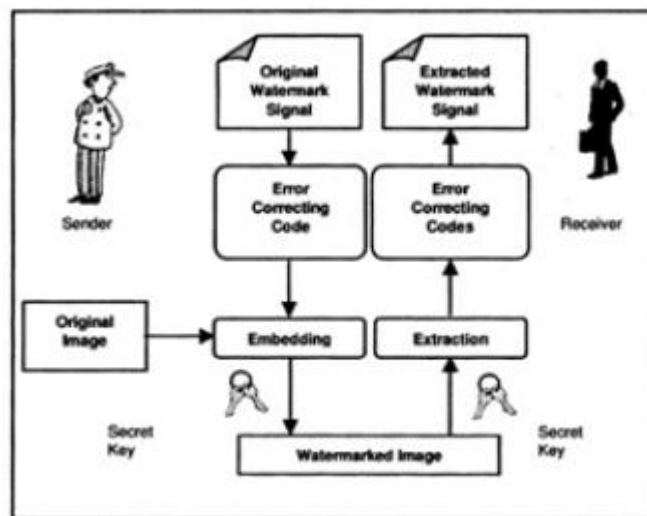 Original
Watermark
Signal
Extracted
Watermark
Signal
Sender
Error
Correcting
Code
Error
Correcting
Codes
Receiver
Original
Image
Embedding
Extraction
Secret
Key
Watermarked Image
Secret
Key